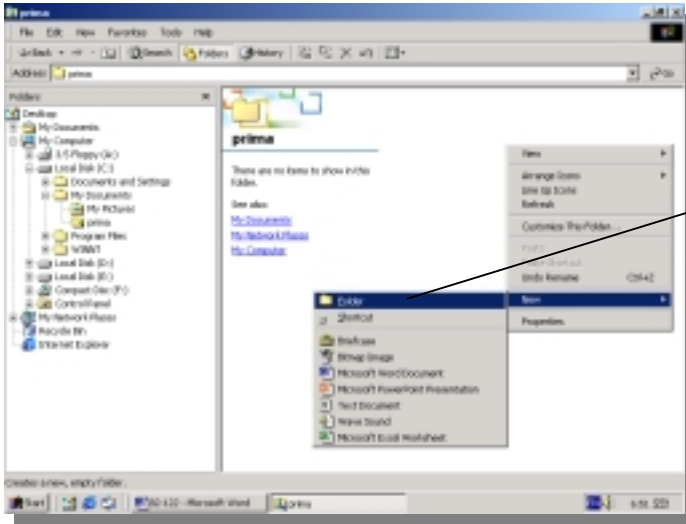 prima
File Edit View Favorites Tools Help
Back Search Folders History
Address prima Go
Folders
Desktop
My Documents
My Computer
3.5 Floppy (A:)
Local Disk (C:)
Documents and Settings
My Documents
My Pictures
prima
Program Files
WINNT
Local Disk (D:)
Local Disk (E:)
Compact Disc (F:)
Control Panel
My Network Places
Recycle Bin
Internet Explorer
prima
There are no items to show in this
folder.
See also:
My Documents
My Network Places
My Computer
View
Arrange Icons
Line Up Icons
Refresh
Customize This Folder...
Paste
Paste Shortcut
Undo Rename Ctrl+Z
New
Properties
Folder
Shortcut
Briefcase
Bitmap Image
Microsoft Word Document
Microsoft PowerPoint Presentation
Text Document
Wave Sound
Microsoft Excel Worksheet
Creates a new, empty folder.
Start - Microsoft Word prima